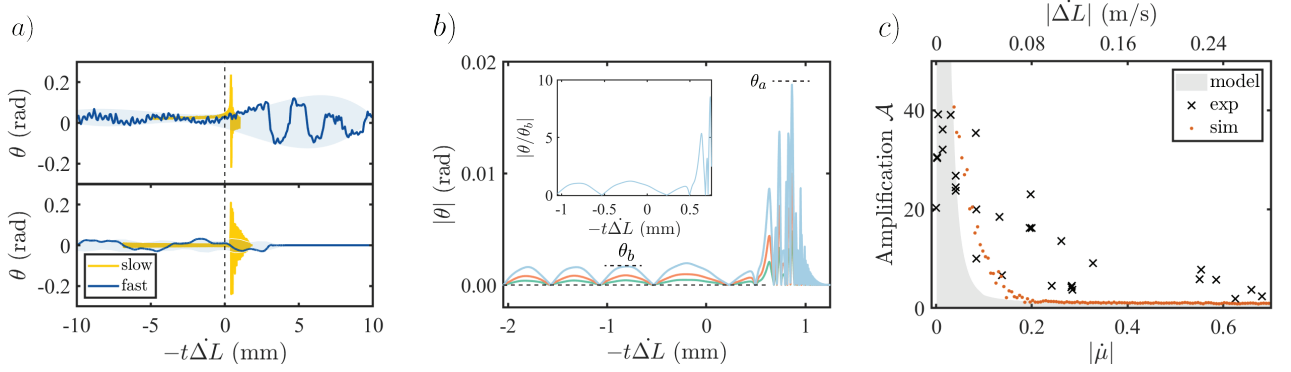 a)
θ (rad)
0.2
0
-0.2
θ (rad)
0.2
0
-0.2
slow
fast
-10
-5
0
5
10
−tΔ̇L (mm)
b)
|θ| (rad)
0.02
0.01
0.00
-2
-1
0
1
−tΔ̇L (mm)
θₐ
θ_b
|θ/θ_b|
10
5
0
-1
-0.5
0
0.5
−tΔ̇L (mm)
c)
|Δ̇L| (m/s)
0
0.08
0.16
0.24
Amplification 𝒜
40
20
0
model
exp
sim
0
0.2
0.4
0.6
|μ̇|